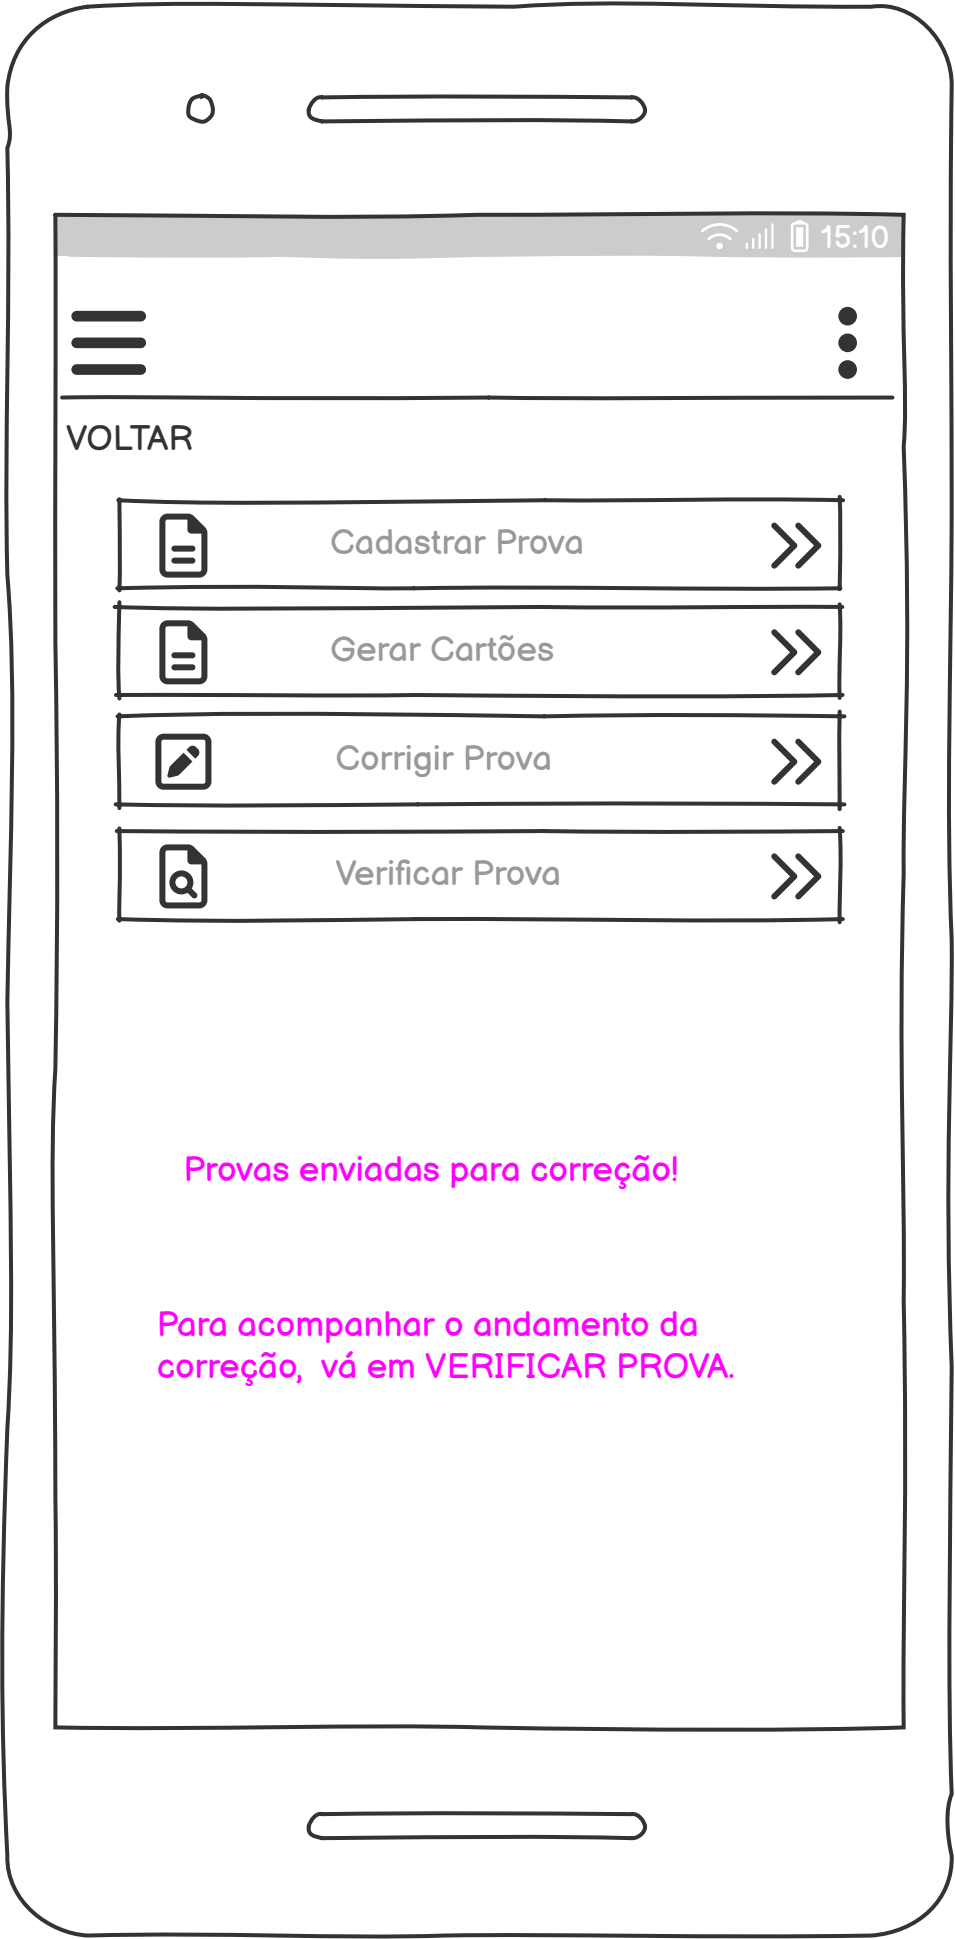 15:10
VOLTAR
Cadastrar Prova
Gerar Cartões
Corrigir Prova
Verificar Prova
Provas enviadas para correção!
Para acompanhar o andamento da
correção, vá em VERIFICAR PROVA.